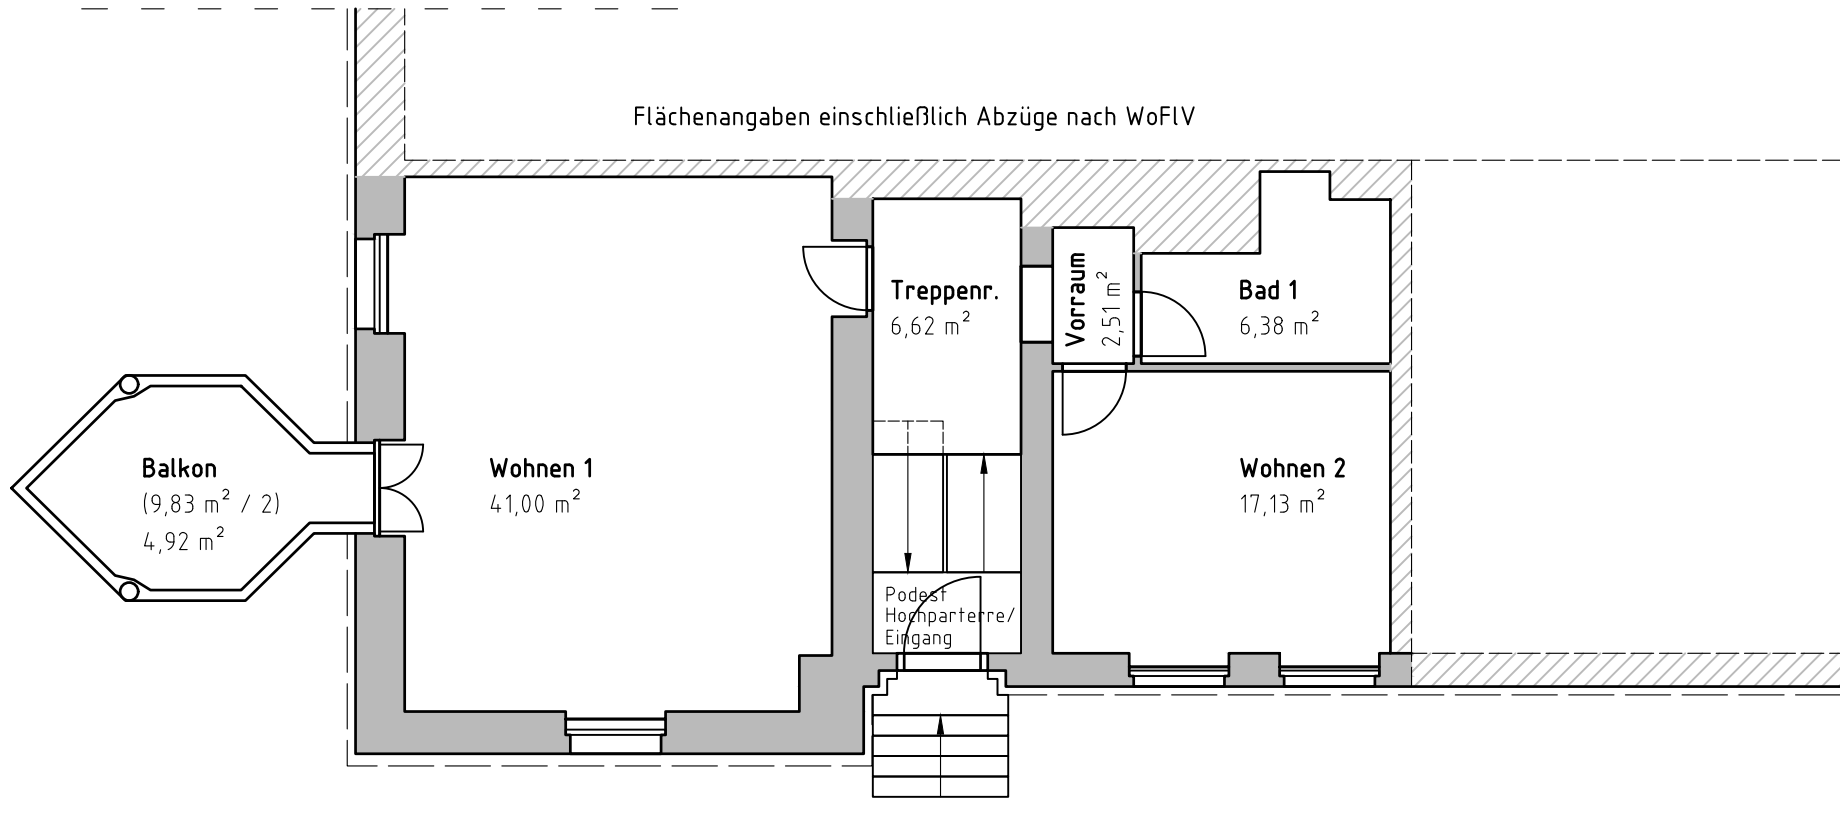 Flächenangaben einschließlich Abzüge nach WoFlV
Treppenr.
6,62 m²
Vorraum
2,51 m²
Bad 1
6,38 m²
Balkon
(9,83 m² / 2)
4,92 m²
Wohnen 1
41,00 m²
Wohnen 2
17,13 m²
Podest
Hochparterre/
Eingang